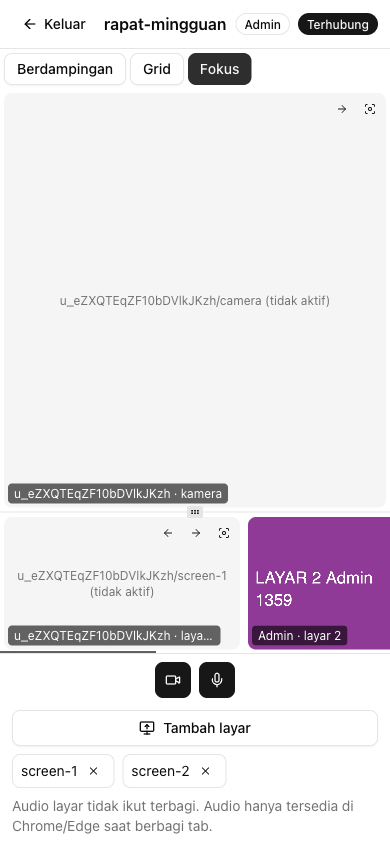 Keluar rapat-mingguan Admin Terhubung
Berdampingan Grid Fokus
u_eZXQTEqZF10bDVlkJKzh/camera (tidak aktif)
u_eZXQTEqZF10bDVlkJKzh · kamera
u_eZXQTEqZF10bDVlkJKzh/screen-1
(tidak aktif)
u_eZXQTEqZF10bDVlkJKzh · laya...
LAYAR 2 Admin
1359
Admin · layar 2
Tambah layar
screen-1 screen-2
Audio layar tidak ikut terbagi. Audio hanya tersedia di
Chrome/Edge saat berbagi tab.